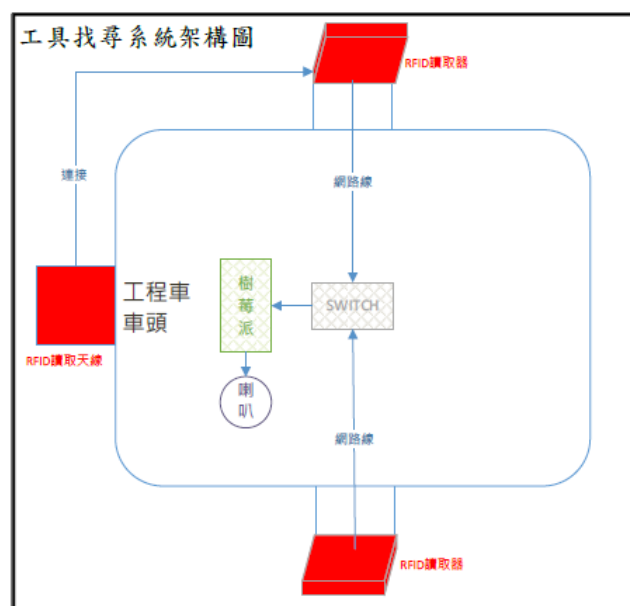 工具找尋系統架構圖
RFID讀取器
連接
網路線
工程車
車頭
樹
莓
派
SWITCH
RFID讀取天線
喇
叭
網路線
RFID讀取器